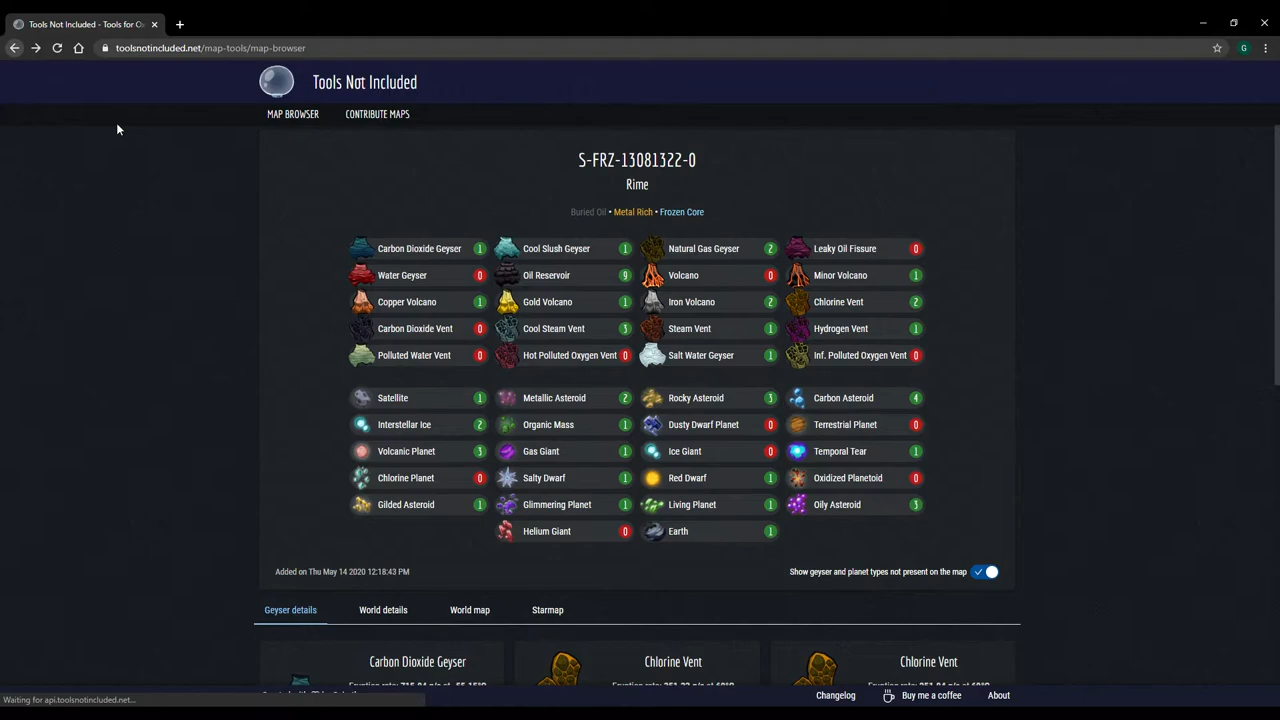 Tools Not Included - Tools for O
toolsnotincluded.net/map-tools/map-browser
G
Tools Not Included
MAP BROWSER CONTRIBUTE MAPS
S-FRZ-13081322-0
Rime
Buried Oil • Metal Rich • Frozen Core
Carbon Dioxide Geyser 1 Cool Slush Geyser 1 Natural Gas Geyser 2 Leaky Oil Fissure 0
Water Geyser 0 Oil Reservoir 9 Volcano 0 Minor Volcano 1
Copper Volcano 1 Gold Volcano 1 Iron Volcano 2 Chlorine Vent 2
Carbon Dioxide Vent 0 Cool Steam Vent 3 Steam Vent 1 Hydrogen Vent 1
Polluted Water Vent 0 Hot Polluted Oxygen Vent 0 Salt Water Geyser 1 Inf. Polluted Oxygen Vent 0
Satellite 1 Metallic Asteroid 2 Rocky Asteroid 3 Carbon Asteroid 4
Interstellar Ice 2 Organic Mass 1 Dusty Dwarf Planet 0 Terrestrial Planet 0
Volcanic Planet 3 Gas Giant 1 Ice Giant 0 Temporal Tear 1
Chlorine Planet 0 Salty Dwarf 1 Red Dwarf 1 Oxidized Planetoid 0
Gilded Asteroid 1 Glimmering Planet 1 Living Planet 1 Oily Asteroid 3
Helium Giant 0 Earth 1
Added on Thu May 14 2020 12:18:43 PM Show geyser and planet types not present on the map
Geyser details World details World map Starmap
Carbon Dioxide Geyser Chlorine Vent Chlorine Vent
Waiting for api.toolsnotincluded.net...
Changelog Buy me a coffee About